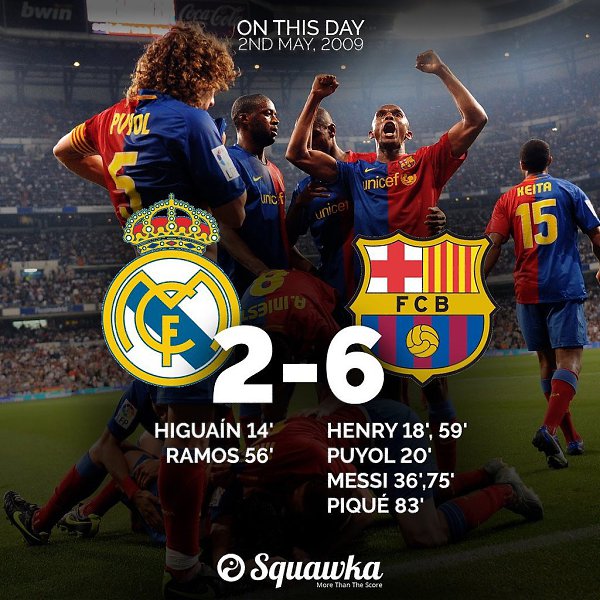 bwin
Coca-Cola
ON THIS DAY
2ND MAY, 2009
PUYOL
5
unicef
unicef
KEITA
15
8
A. INIES
FCB
2-6
HIGUAÍN 14'
RAMOS 56'
HENRY 18', 59'
PUYOL 20'
MESSI 36',75'
PIQUÉ 83'
Squawka
More Than The Score